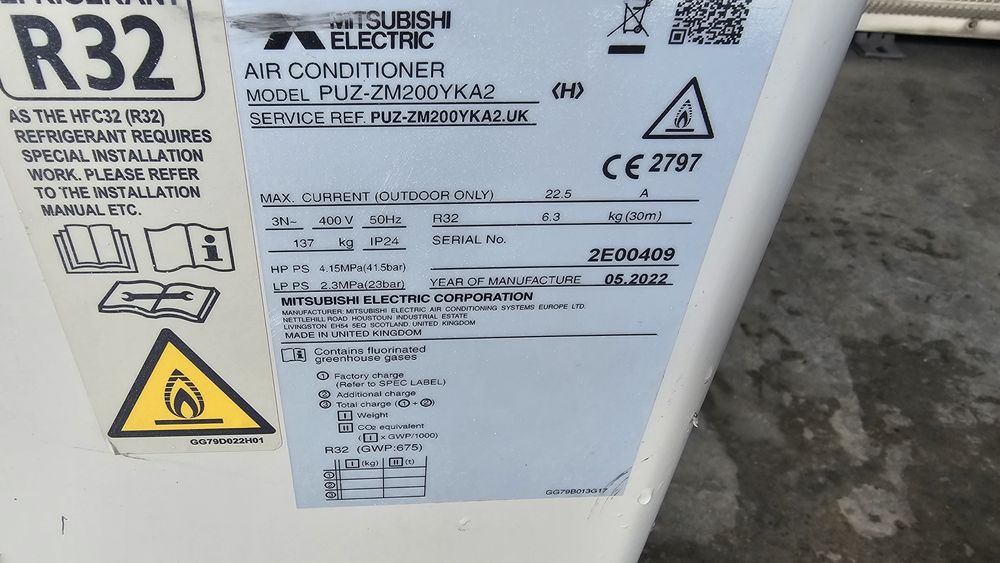 R32
AS THE HFC32 (R32)
REFRIGERANT REQUIRES
SPECIAL INSTALLATION
WORK. PLEASE REFER
TO THE INSTALLATION
MANUAL ETC.
GG79D022H01
MITSUBISHI
ELECTRIC
AIR CONDITIONER
MODEL PUZ-ZM200YKA2 <H>
SERVICE REF. PUZ-ZM200YKA2.UK
CE 2797
MAX. CURRENT (OUTDOOR ONLY) 22.5 A
3N~ 400 V 50Hz R32 6.3 kg (30m)
137 kg IP24 SERIAL No.
2E00409
HP PS 4.15MPa(41.5bar)
LP PS 2.3MPa(23bar) YEAR OF MANUFACTURE 05.2022
MITSUBISHI ELECTRIC CORPORATION
MANUFACTURER: MITSUBISHI ELECTRIC AIR CONDITIONING SYSTEMS EUROPE LTD.
NETTLEHILL ROAD HOUSTOUN INDUSTRIAL ESTATE
LIVINGSTON EH54 5EQ SCOTLAND, UNITED KINGDOM
MADE IN UNITED KINGDOM
Contains fluorinated
greenhouse gases
① Factory charge
(Refer to SPEC LABEL)
② Additional charge
③ Total charge (① + ②)
I Weight
II CO₂ equivalent
(I x GWP/1000)
R32 (GWP:675)
I (kg) II (t)
①
②
③
GG79B013G17